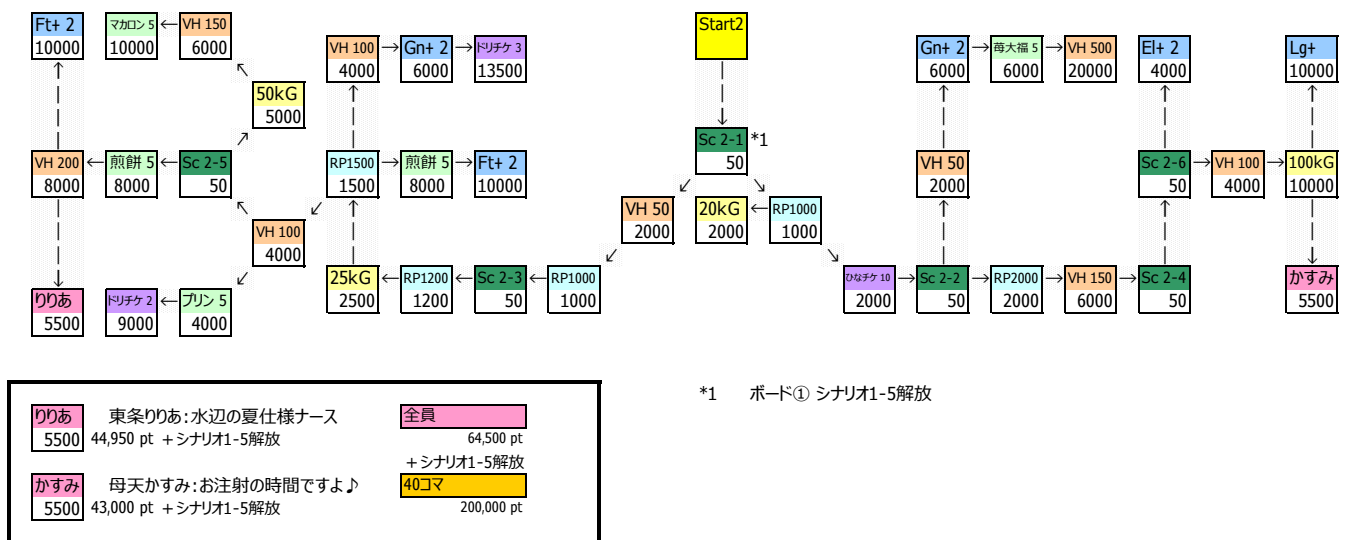 Ft+ 2 マカロン 5 ← VH 150 Start2
10000 10000 6000 VH 100 → Gn+ 2 → ドリチケ 3 Gn+ 2 → 苺大福 5 → VH 500 El+ 2 Lg+
4000 6000 13500 6000 6000 20000 4000 10000
50kG
5000
Sc 2-1 *1
VH 200 ← 煎餅 5 ← Sc 2-5 RP1500 → 煎餅 5 → Ft+ 2 50 VH 50 Sc 2-6 → VH 100 → 100kG
8000 8000 50 1500 8000 10000 2000 50 4000 10000
VH 50 20kG ← RP1000
VH 100 2000 2000 1000
4000
25kG ← RP1200 ← Sc 2-3 ← RP1000 ひなチケ 10 → Sc 2-2 → RP2000 → VH 150 → Sc 2-4 かすみ
2500 1200 50 1000 2000 50 2000 6000 50 5500
りりあ ドリチケ 2 ← プリン 5
5500 9000 4000
*1 ボード① シナリオ1-5解放
りりあ 東条りりあ:水辺の夏仕様ナース 全員
5500 44,950 pt +シナリオ1-5解放 64,500 pt
+シナリオ1-5解放
かすみ 母天かすみ:お注射の時間ですよ♪ 40コマ
5500 43,000 pt +シナリオ1-5解放 200,000 pt